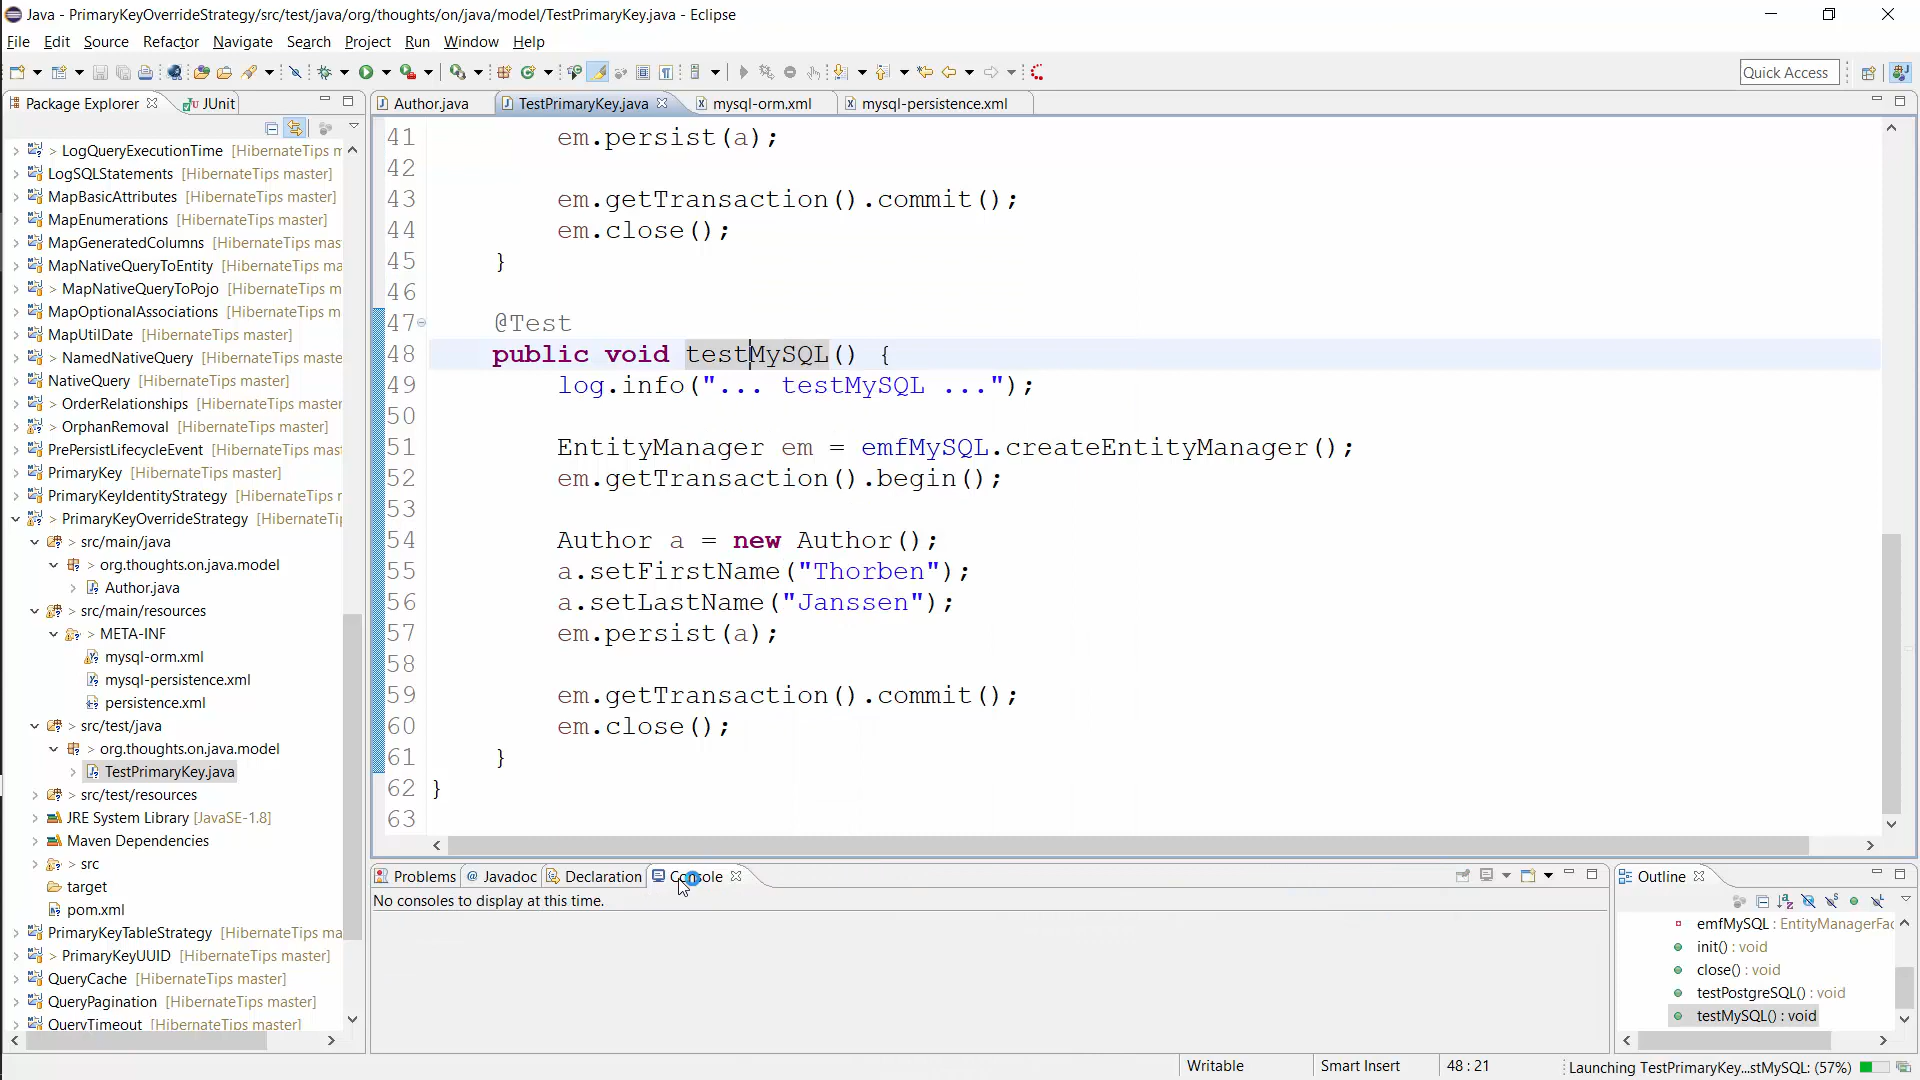 Java - PrimaryKeyOverrideStrategy/src/test/java/org/thoughts/on/java/model/TestPrimaryKey.java - Eclipse
File Edit Source Refactor Navigate Search Project Run Window Help
Quick Access
Package Explorer JUnit
Author.java TestPrimaryKey.java mysql-orm.xml mysql-persistence.xml
> LogQueryExecutionTime [HibernateTips m
LogSQLStatements [HibernateTips master]
MapBasicAttributes [HibernateTips master]
MapEnumerations [HibernateTips master]
MapGeneratedColumns [HibernateTips mas
MapNativeQueryToEntity [HibernateTips ma
> MapNativeQueryToPojo [HibernateTips ma
MapOptionalAssociations [HibernateTips m
MapUtilDate [HibernateTips master]
> NamedNativeQuery [HibernateTips master]
NativeQuery [HibernateTips master]
> OrderRelationships [HibernateTips master]
> OrphanRemoval [HibernateTips master]
PrePersistLifecycleEvent [HibernateTips mast
PrimaryKey [HibernateTips master]
PrimaryKeyIdentityStrategy [HibernateTips r
> PrimaryKeyOverrideStrategy [HibernateTip
> src/main/java
> org.thoughts.on.java.model
> Author.java
> src/main/resources
> META-INF
mysql-orm.xml
mysql-persistence.xml
persistence.xml
> src/test/java
> org.thoughts.on.java.model
TestPrimaryKey.java
> src/test/resources
JRE System Library [JavaSE-1.8]
Maven Dependencies
> src
target
pom.xml
PrimaryKeyTableStrategy [HibernateTips ma
> PrimaryKeyUUID [HibernateTips master]
QueryCache [HibernateTips master]
QueryPagination [HibernateTips master]
QueryTimeout [HibernateTips master]
41 em.persist(a);
42
43 em.getTransaction().commit();
44 em.close();
45 }
46
47 @Test
48 public void testMySQL() {
49 log.info("... testMySQL ...");
50
51 EntityManager em = emfMySQL.createEntityManager();
52 em.getTransaction().begin();
53
54 Author a = new Author();
55 a.setFirstName("Thorben");
56 a.setLastName("Janssen");
57 em.persist(a);
58
59 em.getTransaction().commit();
60 em.close();
61 }
62 }
63
Problems @ Javadoc Declaration Console
No consoles to display at this time.
Outline
emfMySQL : EntityManagerFac
init() : void
close() : void
testPostgreSQL() : void
testMySQL() : void
Writable Smart Insert 48 : 21 Launching TestPrimaryKey...stMySQL: (57%)